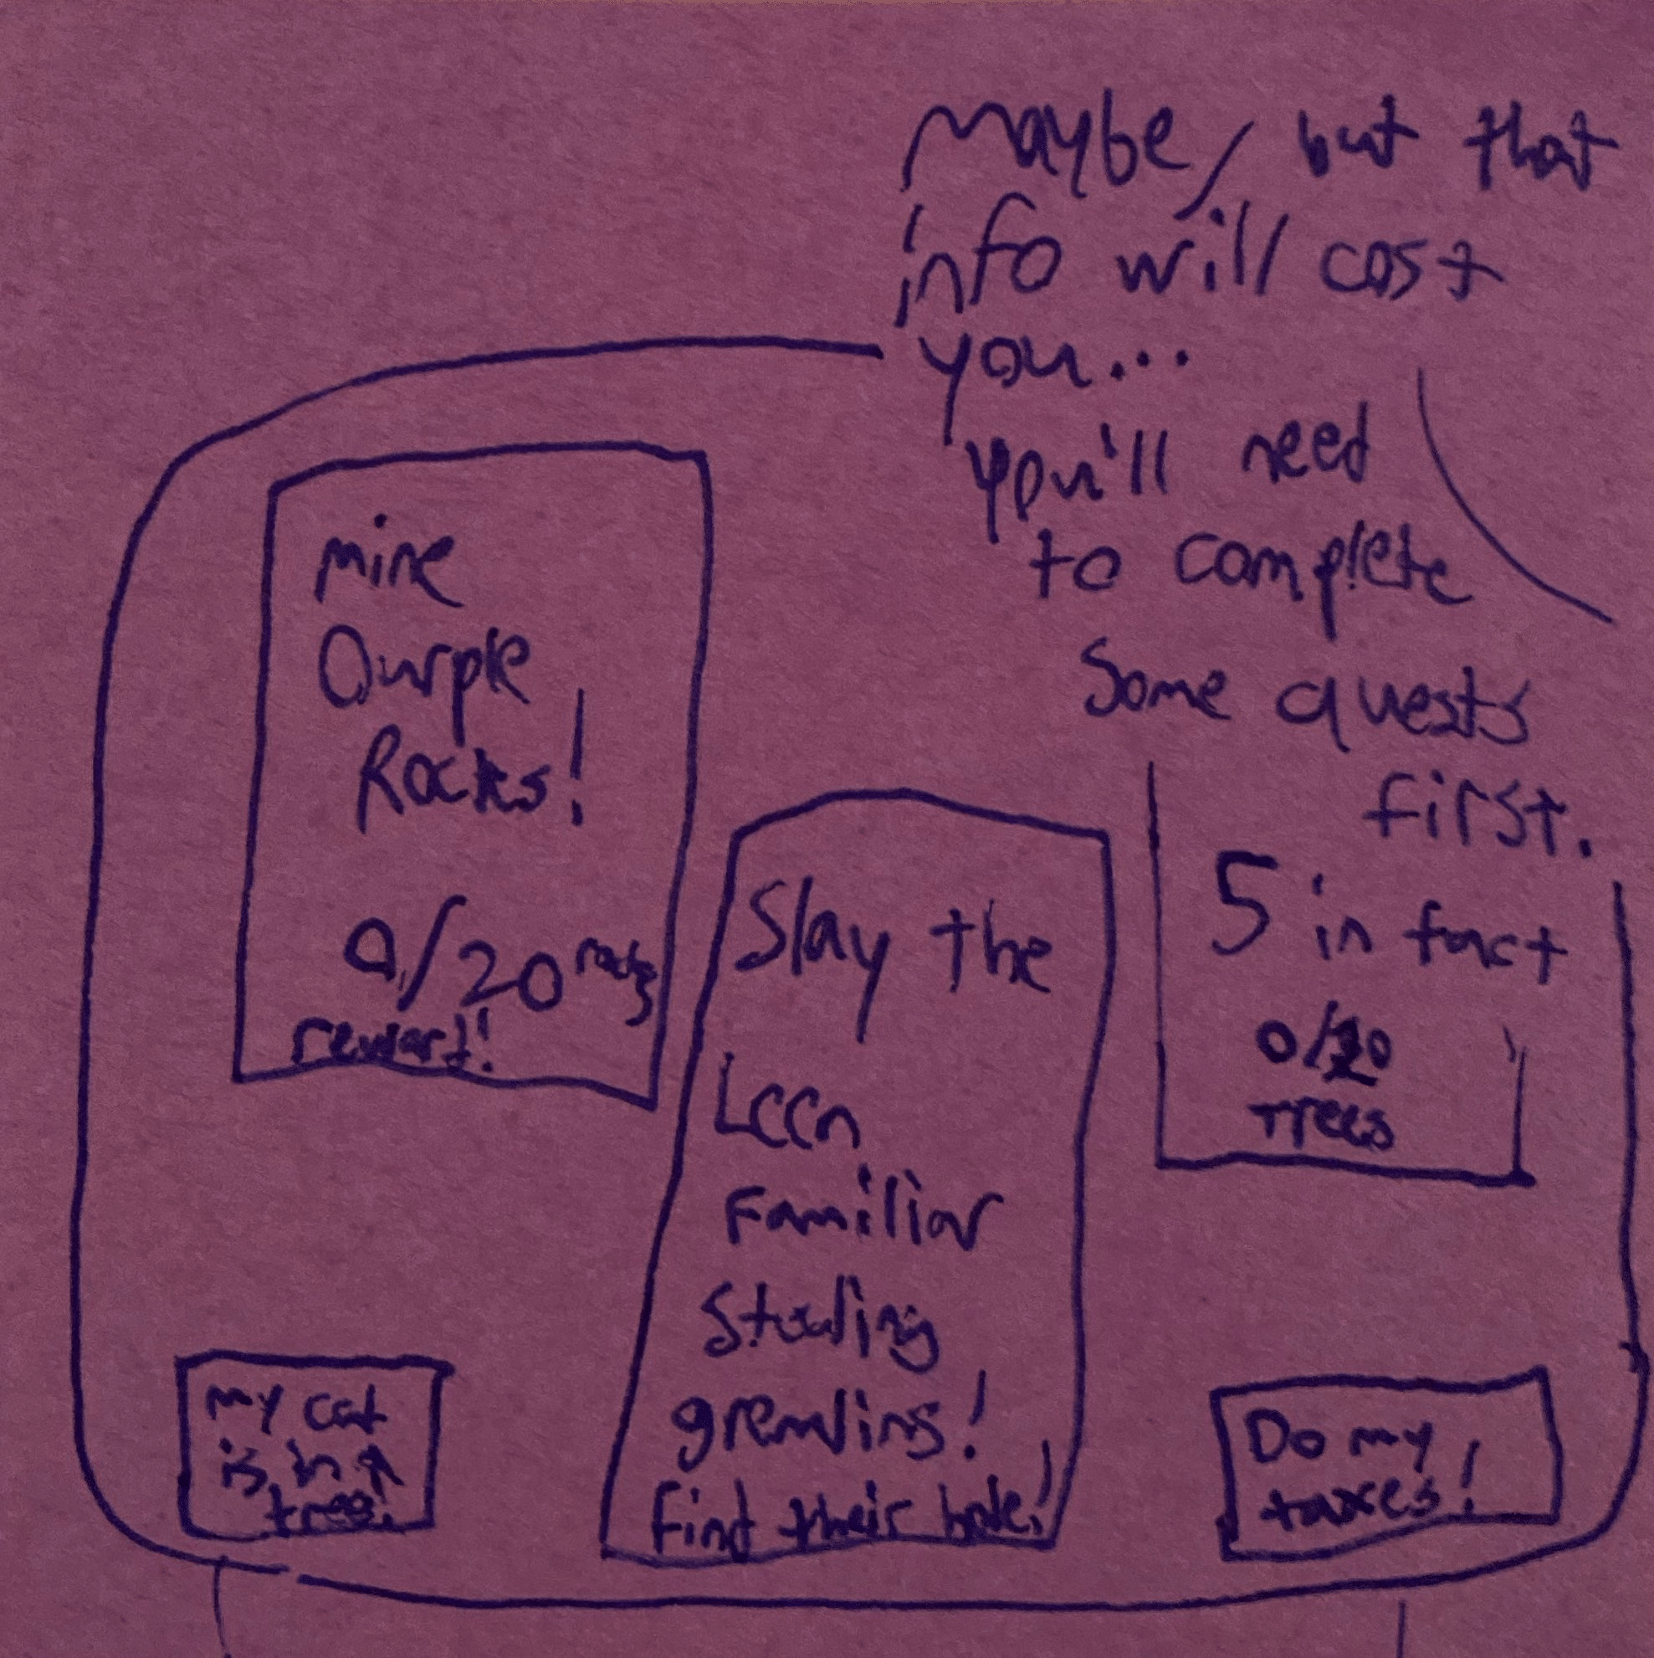 maybe, but that
info will cost
you...
you'll need
to complete
Some quests
first.
5 in fact
0/20
Trees
mine
Ourple
Rocks!
0/20 rocks
reward!
Slay the
Lccn
Familiar
Stealing
gremlins!
find their hole!
my cat
is in a
tree!
Do my
taxes!